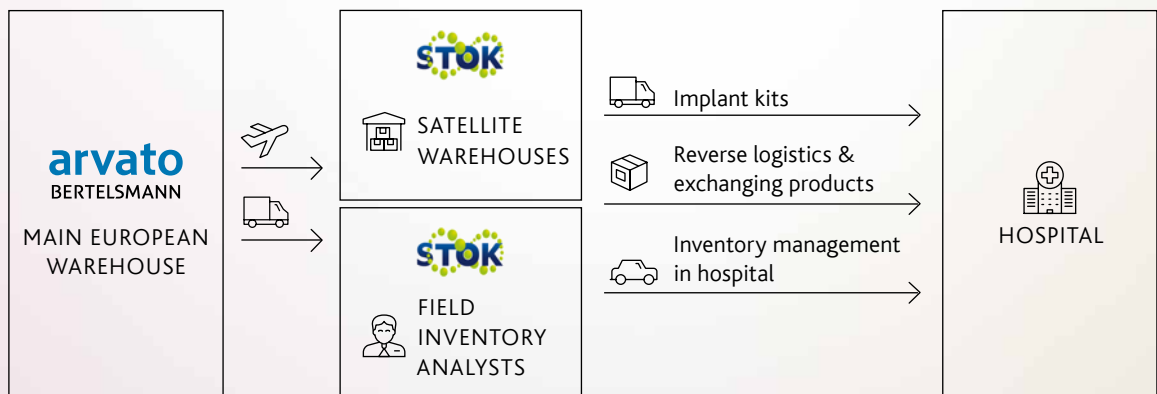 arvato
BERTELSMANN
MAIN EUROPEAN
WAREHOUSE
STOK
SATELLITE
WAREHOUSES
STOK
FIELD
INVENTORY
ANALYSTS
Implant kits
Reverse logistics &
exchanging products
Inventory management
in hospital
HOSPITAL